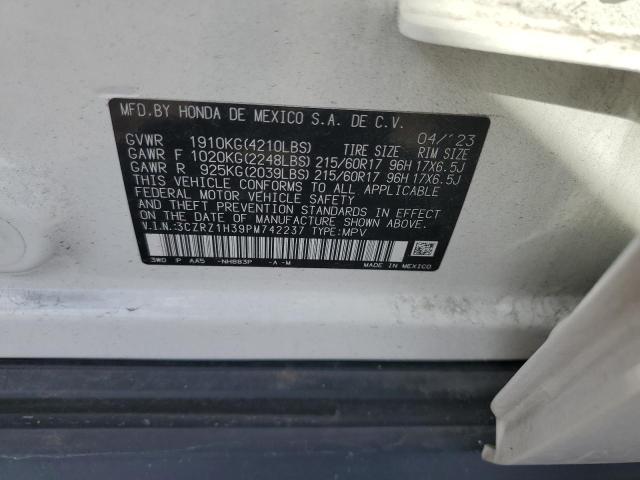 MFD. BY HONDA DE MEXICO S.A. DE C.V. 04/'23
GVWR 1910KG(4210LBS) TIRE SIZE RIM SIZE
GAWR F 1020KG(2248LBS) 215/60R17 96H 17X6.5J
GAWR R 925KG(2039LBS) 215/60R17 96H 17X6.5J
THIS VEHICLE CONFORMS TO ALL APPLICABLE
FEDERAL MOTOR VEHICLE SAFETY
AND THEFT PREVENTION STANDARDS IN EFFECT
ON THE DATE OF MANUFACTURE SHOWN ABOVE.
V.I.N.:3CZRZ1H39PM742237 TYPE:MPV
3WD P AA5 -NH883P -A -M MADE IN MEXICO